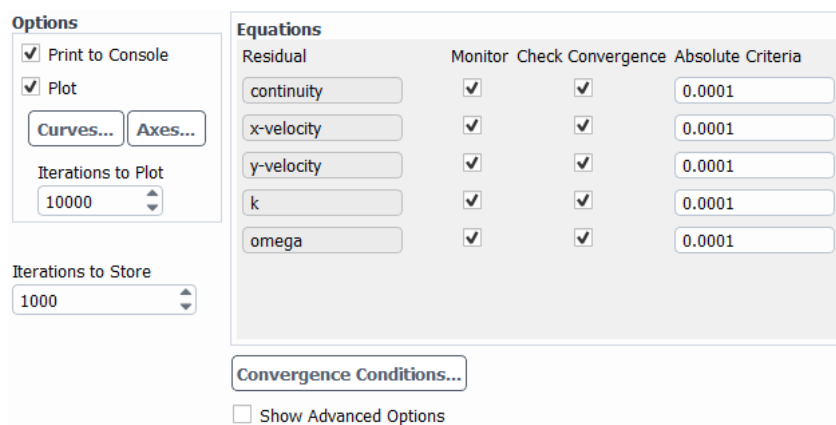 Options
Print to Console
Plot
Curves... Axes...
Iterations to Plot
10000
Iterations to Store
1000
Equations
Residual Monitor Check Convergence Absolute Criteria
continuity 0.0001
x-velocity 0.0001
y-velocity 0.0001
k 0.0001
omega 0.0001
Convergence Conditions...
Show Advanced Options